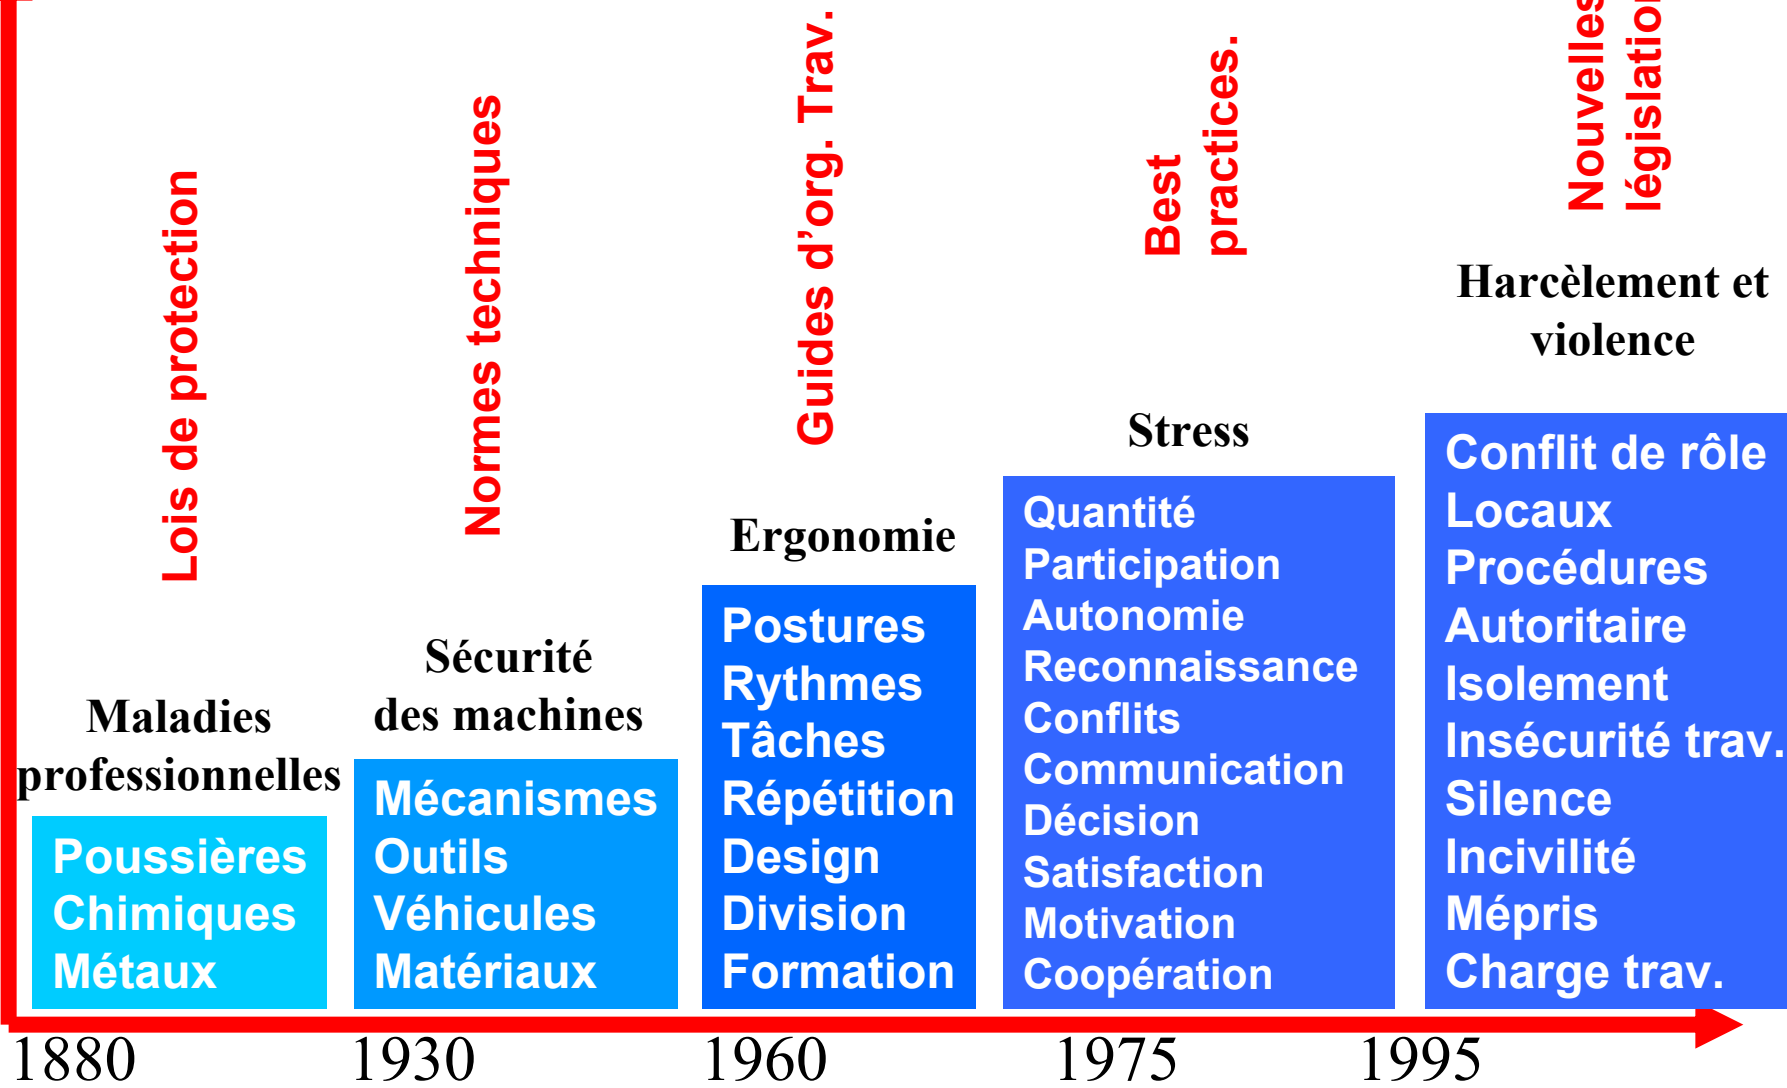 Lois de protection
Normes techniques
Guides d’org. Trav.
Best
practices.
Nouvelles
législation
Maladies
professionnelles
Poussières
Chimiques
Métaux
Sécurité
des machines
Mécanismes
Outils
Véhicules
Matériaux
Ergonomie
Postures
Rythmes
Tâches
Répétition
Design
Division
Formation
Stress
Quantité
Participation
Autonomie
Reconnaissance
Conflits
Communication
Décision
Satisfaction
Motivation
Coopération
Harcèlement et
violence
Conflit de rôle
Locaux
Procédures
Autoritaire
Isolement
Insécurité trav.
Silence
Incivilité
Mépris
Charge trav.
1880
1930
1960
1975
1995